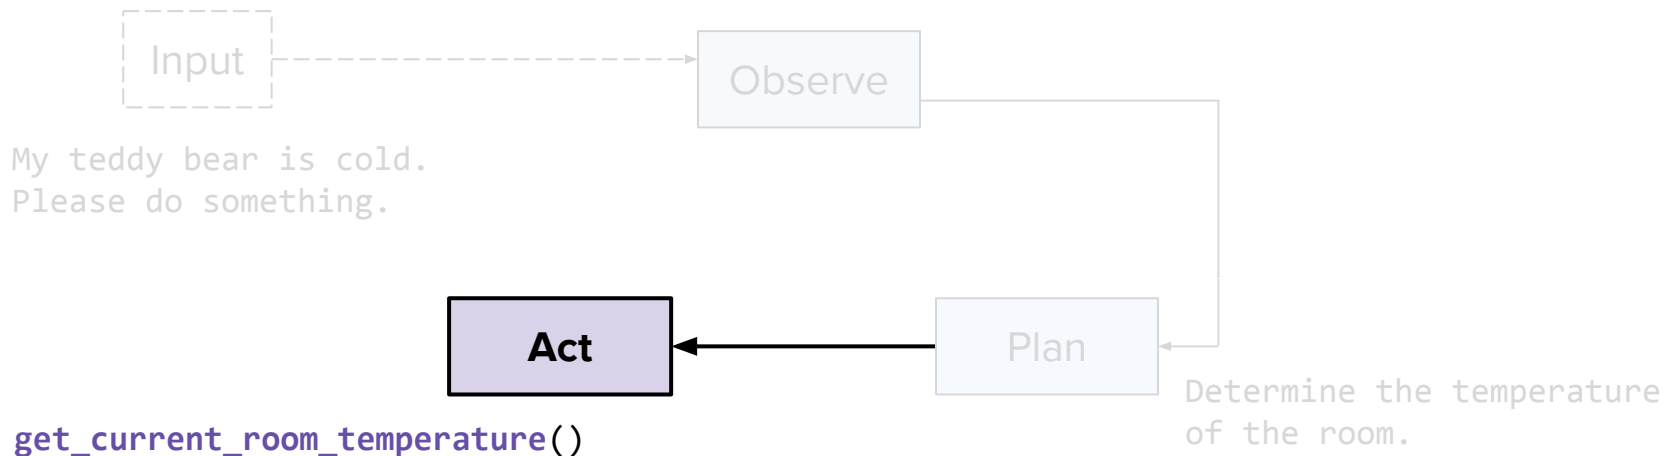 Input
Observe
My teddy bear is cold.
Please do something.
Act
Plan
Determine the temperature
of the room.
get_current_room_temperature()